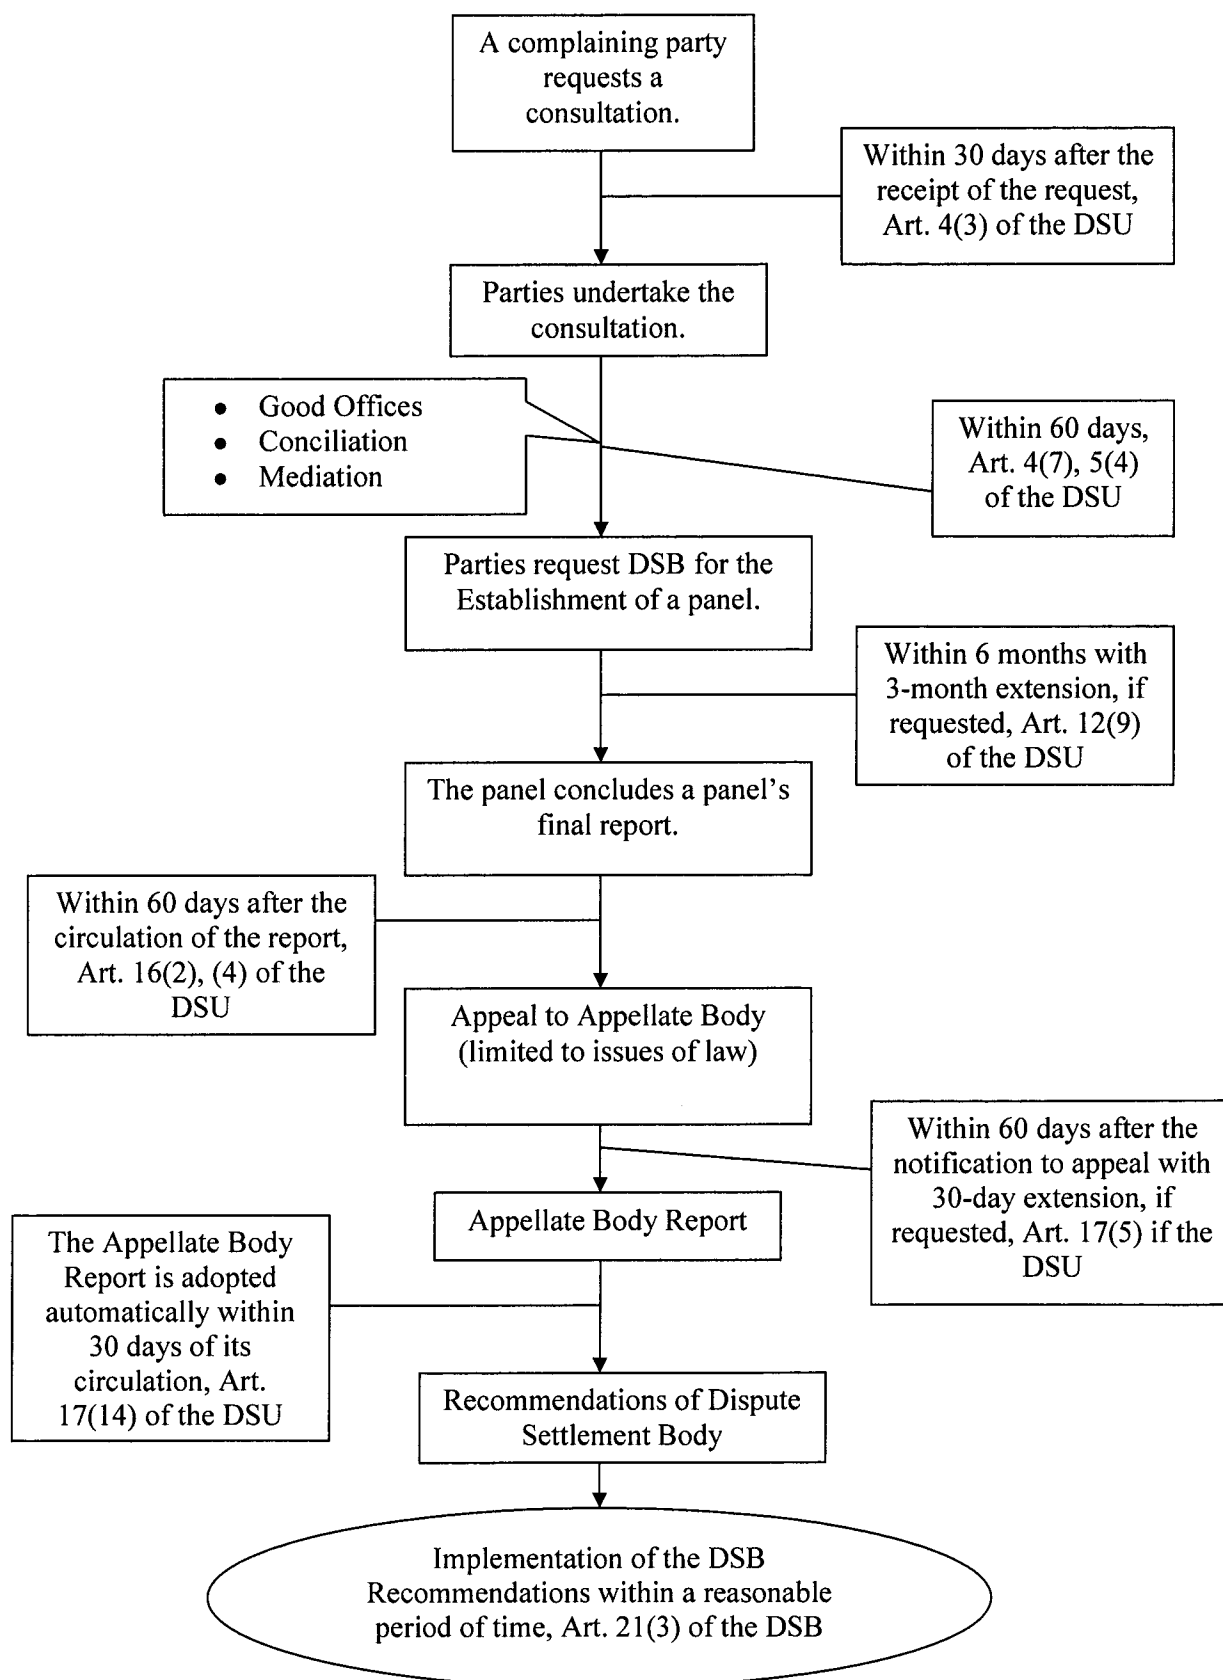 A complaining party
requests a
consultation.
Within 30 days after the
receipt of the request,
Art. 4(3) of the DSU
Parties undertake the
consultation.
• Good Offices
• Conciliation
• Mediation
Within 60 days,
Art. 4(7), 5(4)
of the DSU
Parties request DSB for the
Establishment of a panel.
Within 6 months with
3-month extension, if
requested, Art. 12(9)
of the DSU
The panel concludes a panel's
final report.
Within 60 days after the
circulation of the report,
Art. 16(2), (4) of the
DSU
Appeal to Appellate Body
(limited to issues of law)
Within 60 days after the
notification to appeal with
30-day extension, if
requested, Art. 17(5) if the
DSU
Appellate Body Report
The Appellate Body
Report is adopted
automatically within
30 days of its
circulation, Art.
17(14) of the DSU
Recommendations of Dispute
Settlement Body
Implementation of the DSB
Recommendations within a reasonable
period of time, Art. 21(3) of the DSB